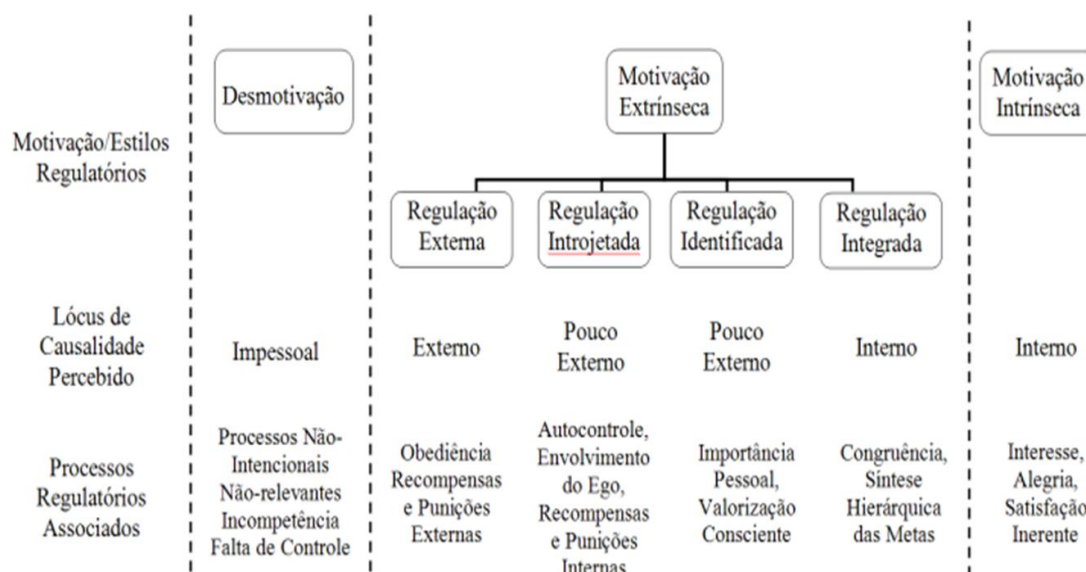 Desmotivação
Motivação
Extrínseca
Motivação
Intrínseca
Motivação/Estilos
Regulatórios
Regulação
Externa
Regulação
Introjetada
Regulação
Identificada
Regulação
Integrada
Lócus de
Causalidade
Percebido
Impessoal
Externo
Pouco
Externo
Pouco
Externo
Interno
Interno
Processos
Regulatórios
Associados
Processos Não-
Intencionais
Não-relevantes
Incompetência
Falta de Controle
Obediência
Recompensas
e Punições
Externas
Autocontrole,
Envolvimento
do Ego,
Recompensas
e Punições
Internas
Importância
Pessoal,
Valorização
Consciente
Congruência,
Síntese
Hierárquica
das Metas
Interesse,
Alegria,
Satisfação
Inerente